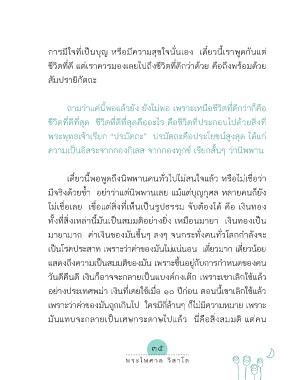 การมีใจที่เป็นบุญ หรือมีความสุขใจนั่นเอง เดี๋ยวนี้เราพูดกันแต่
ชีวิตที่ดี แต่เราควรมองเลยไปถึงชีวิตที่ดีกว่าด้วย คือถึงพร้อมด้วย
สัมปรายิกัตถะ
ถามว่าแค่นี้พอแล้วยัง ยังไม่พอ เพราะเหนือชีวิตที่ดีกว่าก็คือ
ชีวิตที่ดีที่สุด ชีวิตที่ดีที่สุดคืออะไร คือชีวิตที่ประกอบไปด้วยสิ่งที่
พระพุทธเจ้าเรียก “ปรมัตถะ” ปรมัตถะคือประโยชน์สูงสุด ได้แก่
ความเป็นอิสระจากกองกิเลส จากกองทุกข์ เรียกสั้นๆ ว่านิพพาน
เดี๋ยวนี้พอพูดถึงนิพพานคนทั่วไปไม่สนใจแล้ว หรือไม่เชื่อว่า
มีจริงด้วยซ้ำ อย่าว่าแต่นิพพานเลย แม้แต่บุญกุศล หลายคนก็ยัง
ไม่เชื่อเลย เชื่อแต่สิ่งที่เห็นเป็นรูปธรรม จับต้องได้ คือ เงินทอง
ทั้งที่สิ่งเหล่านี้มันเป็นสมมติอย่างยิ่ง เหมือนมายา เงินทองเป็น
มายามาก ค่าเงินของมันขึ้นๆ ลงๆ จนกระทั่งคนทั่วโลกกำลังจะ
เป็นโรคประสาท เพราะว่าค่าของมันไม่แน่นอน เดี๋ยวมาก เดี๋ยวน้อย
แสดงถึงความเป็นสมมติของมัน เพราะขึ้นอยู่กับการกำหนดของคน
วันดีคืนดี เงินก็อาจจะกลายเป็นแบงค์กงเต๊ก เพราะเขาเลิกใช้แล้ว
อย่างประเทศพม่า เงินที่เคยใช้เมื่อ ๑๐ ปีก่อน ตอนนี้เขาเลิกใช้แล้ว
เพราะว่าค่าของมันถูกเกินไป ใครมีกี่ล้านๆ ก็ไม่มีความหมาย เพราะ
มันแทบจะกลายเป็นเศษกระดาษไปแล้ว นี่คือสิ่งสมมติ แต่คน
๓๕
พระไพศาล วิสาโล